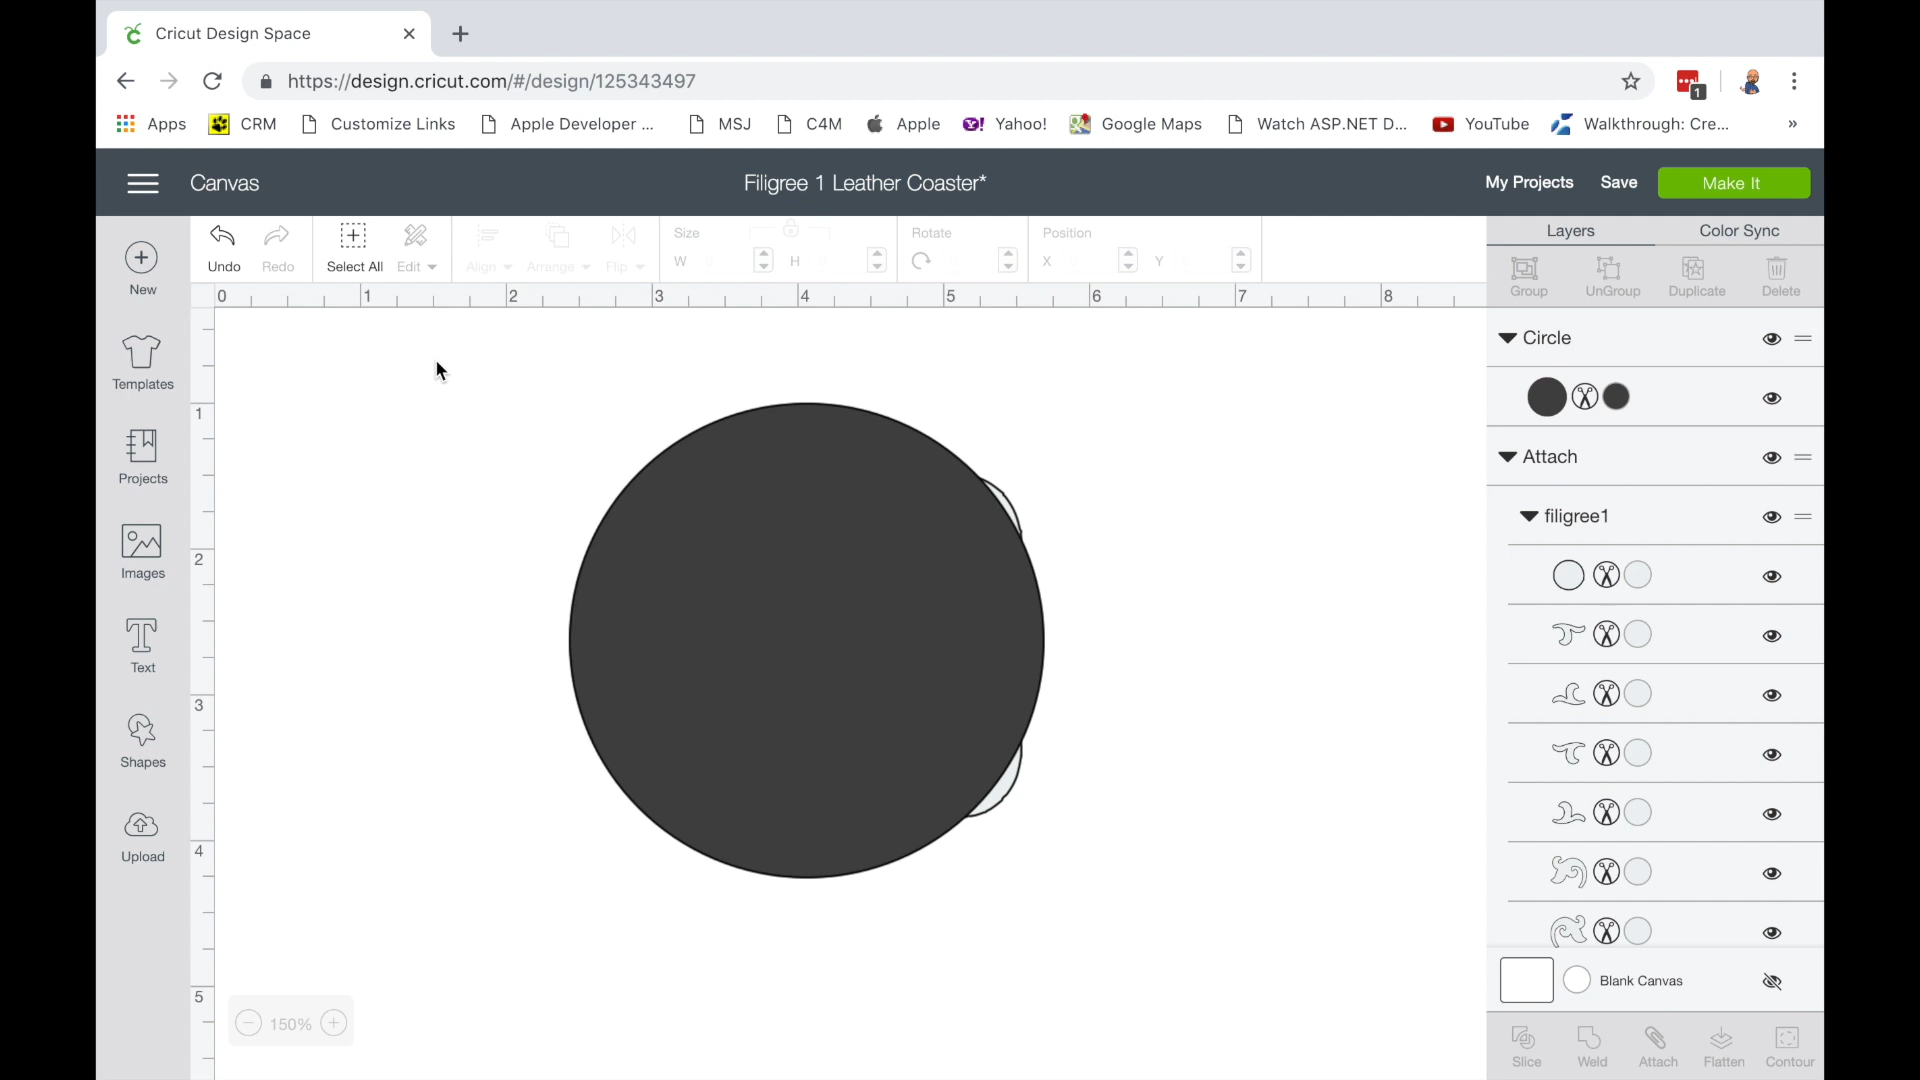 Cricut Design Space
https://design.cricut.com/#/design/125343497
1
Apps CRM Customize Links Apple Developer ... MSJ C4M Apple Yahoo! Google Maps Watch ASP.NET D... YouTube Walkthrough: Cre... »
Canvas Filigree 1 Leather Coaster* My Projects Save Make It
Undo Redo Select All Edit Align Arrange Flip Size W H Rotate Position X Y
Layers Color Sync
Group UnGroup Duplicate Delete
0 1 2 3 4 5 6 7 8
New
Templates
Projects
Images
Text
Shapes
Upload
1
2
3
4
5
150%
Circle
Attach
filigree1
Blank Canvas
Slice Weld Attach Flatten Contour